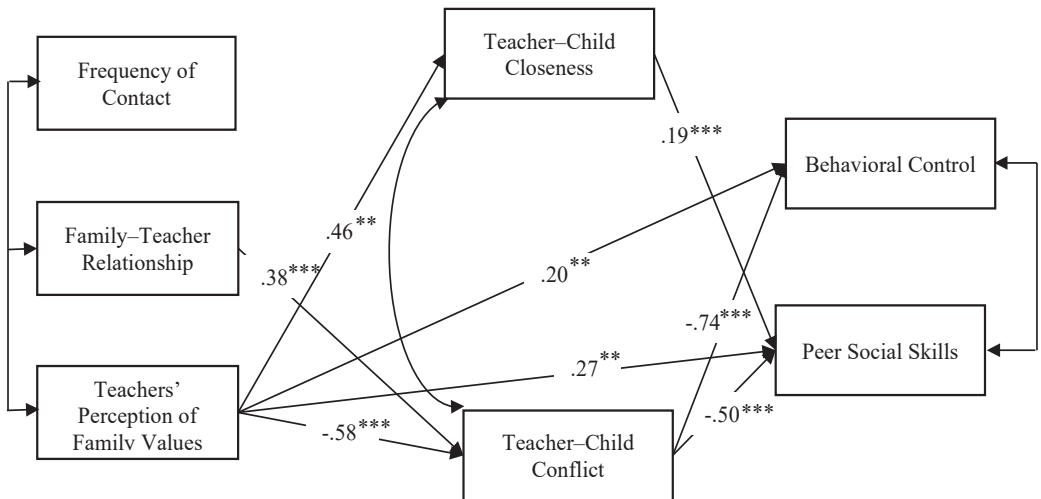 Frequency of
Contact
Family–Teacher
Relationship
Teachers’
Perception of
Family Values
Teacher–Child
Closeness
Teacher–Child
Conflict
Behavioral Control
Peer Social Skills
.46**
.38***
-.58***
.19***
.20**
.27**
-.74***
-.50***